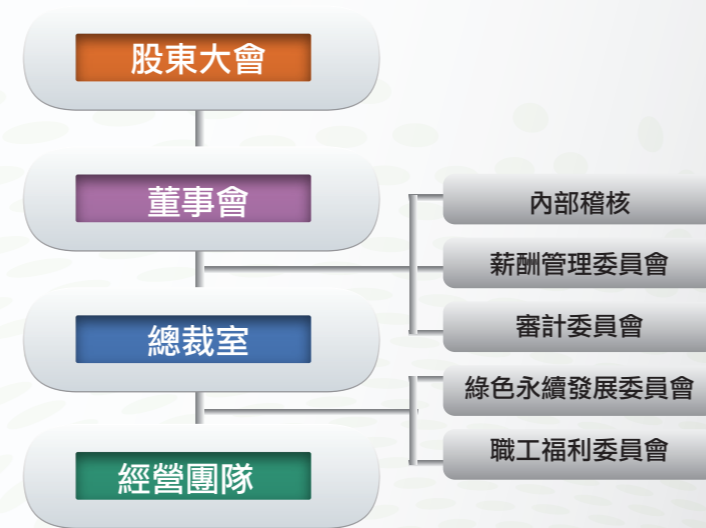 股東大會
董事會
內部稽核
薪酬管理委員會
審計委員會
總裁室
綠色永續發展委員會
職工福利委員會
經營團隊